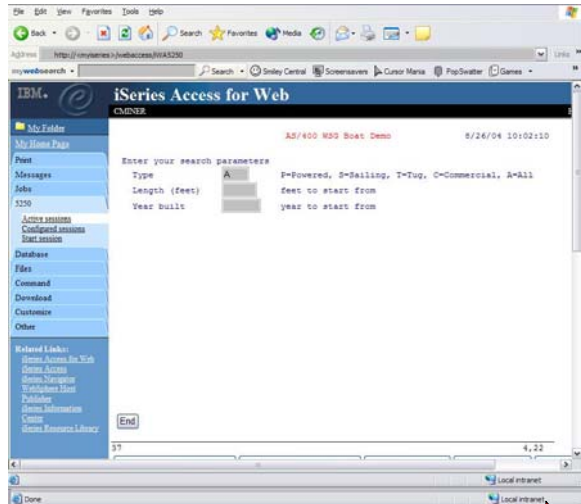 File Edit View Favorites Tools Help
Back Search Favorites Media
Address http://<myiseries>/webaccess/iWA5250 Links
mywebsearch Search Smiley Central Screensavers Cursor Mania PopSwatter Games
IBM. iSeries Access for Web
CMINER
My Folder
My Home Page
Print
Messages
Jobs
5250
Active sessions
Configured sessions
Start session
Database
Files
Command
Download
Customize
Other
Related Links:
iSeries Access for Web
iSeries Access
iSeries Navigator
WebSphere Host
Publisher
iSeries Information
Center
iSeries Resource Library
AS/400 WSG Boat Demo 8/26/04 10:02:10
Enter your search parameters
Type A P=Powered, S=Sailing, T=Tug, C=Commercial, A=All
Length (feet) feet to start from
Year built year to start from
End
37 4,22
Local intranet
Done Local intranet